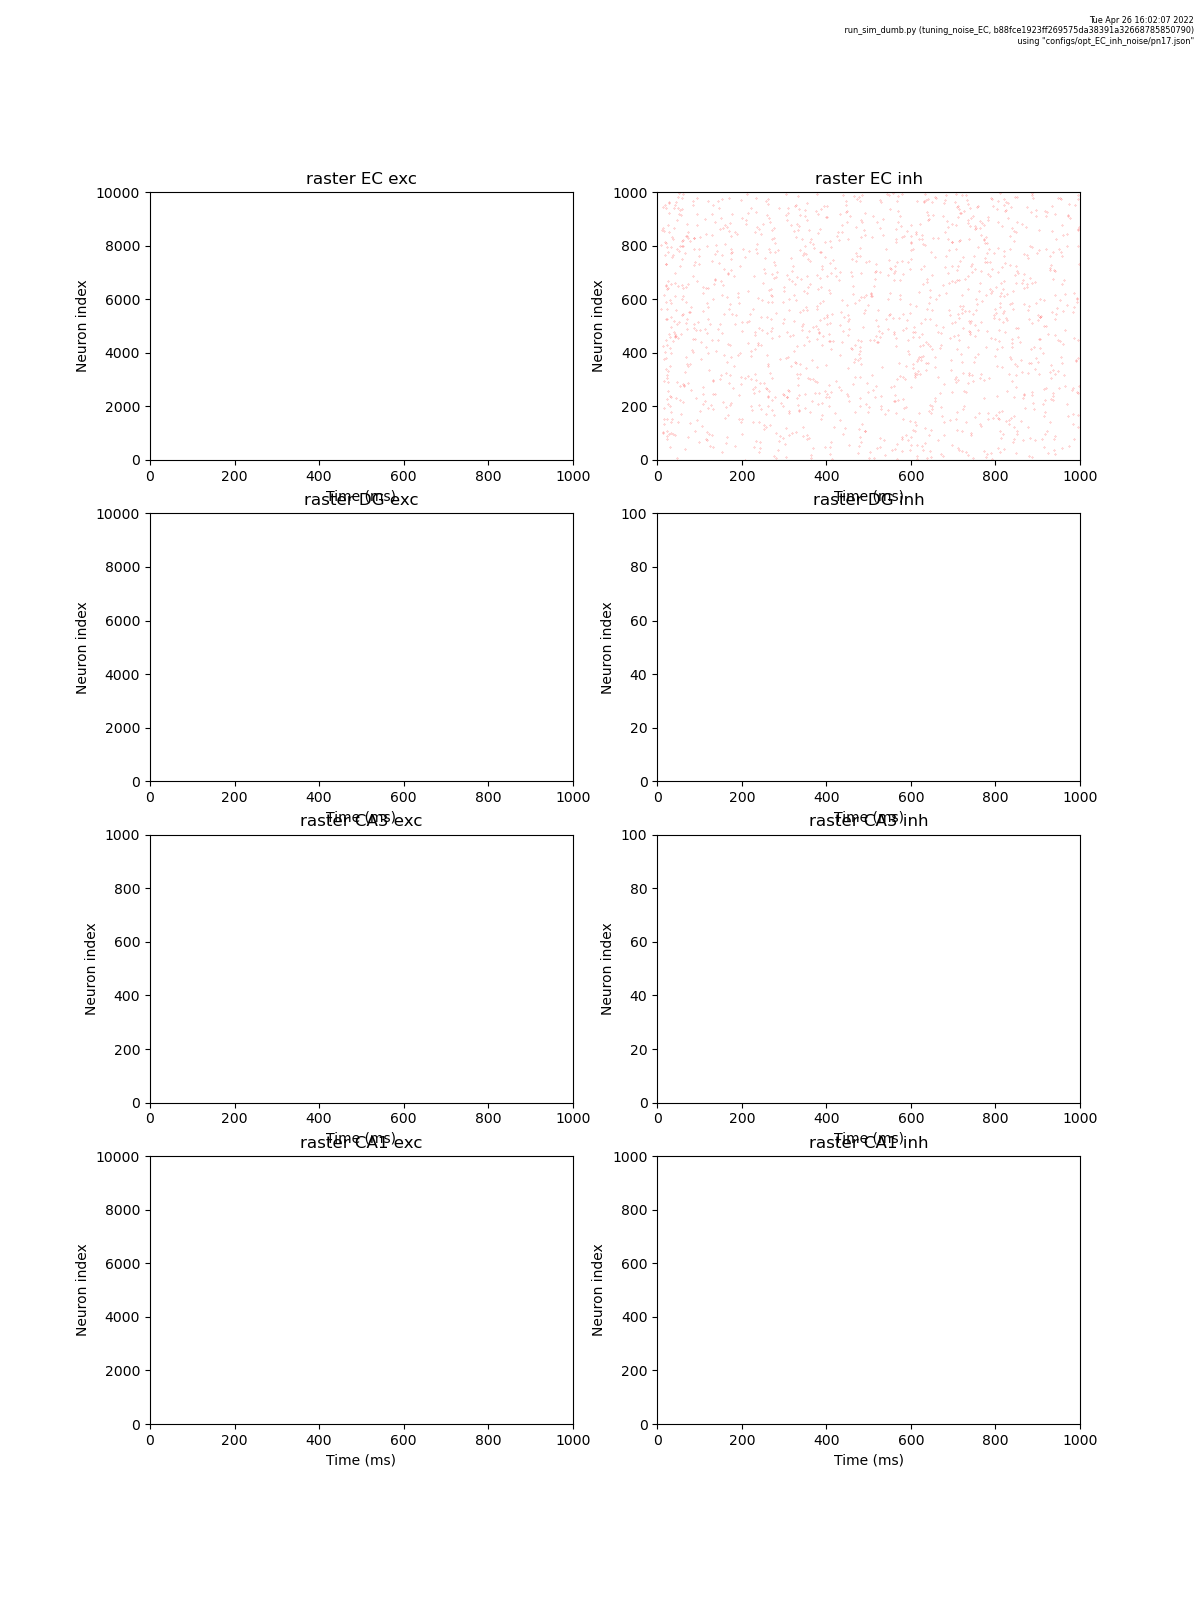 Tue Apr 26 16:02:07 2022
run_sim_dumb.py (tuning_noise_EC, b88fce1923ff269575da38391a32668785850790)
using "configs/opt_EC_inh_noise/pn17.json"
raster EC exc
10000
8000
6000
4000
2000
0
Neuron index
0 200 400 600 800 1000
Time (ms)
raster EC inh
1000
800
600
400
200
0
Neuron index
0 200 400 600 800 1000
Time (ms)
raster DG exc
10000
8000
6000
4000
2000
0
Neuron index
0 200 400 600 800 1000
Time (ms)
raster DG inh
100
80
60
40
20
0
Neuron index
0 200 400 600 800 1000
Time (ms)
raster CA3 exc
1000
800
600
400
200
0
Neuron index
0 200 400 600 800 1000
Time (ms)
raster CA3 inh
100
80
60
40
20
0
Neuron index
0 200 400 600 800 1000
Time (ms)
raster CA1 exc
10000
8000
6000
4000
2000
0
Neuron index
0 200 400 600 800 1000
Time (ms)
raster CA1 inh
1000
800
600
400
200
0
Neuron index
0 200 400 600 800 1000
Time (ms)